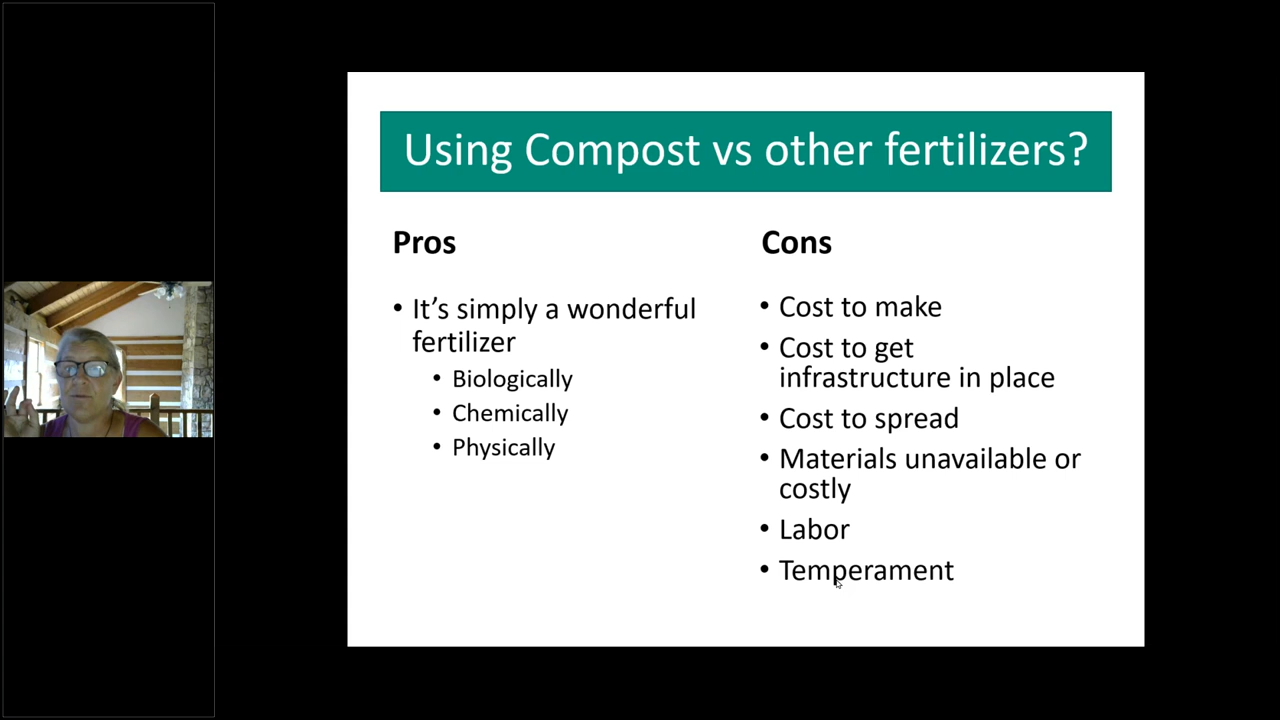 Using Compost vs other fertilizers?
Pros
• It’s simply a wonderful
fertilizer
• Biologically
• Chemically
• Physically
Cons
• Cost to make
• Cost to get
infrastructure in place
• Cost to spread
• Materials unavailable or
costly
• Labor
• Temperament